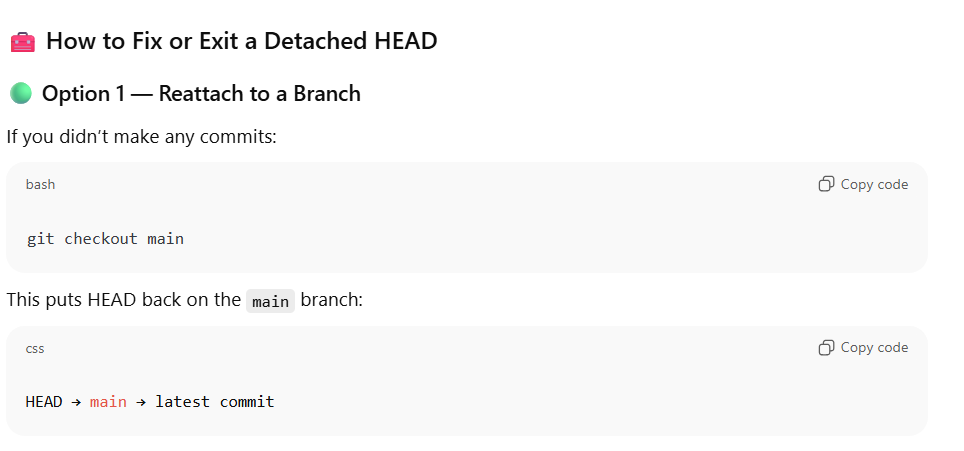 🧰 How to Fix or Exit a Detached HEAD
🟢 Option 1 — Reattach to a Branch
If you didn’t make any commits:
bash Copy code
git checkout main
This puts HEAD back on the main branch:
css Copy code
HEAD → main → latest commit